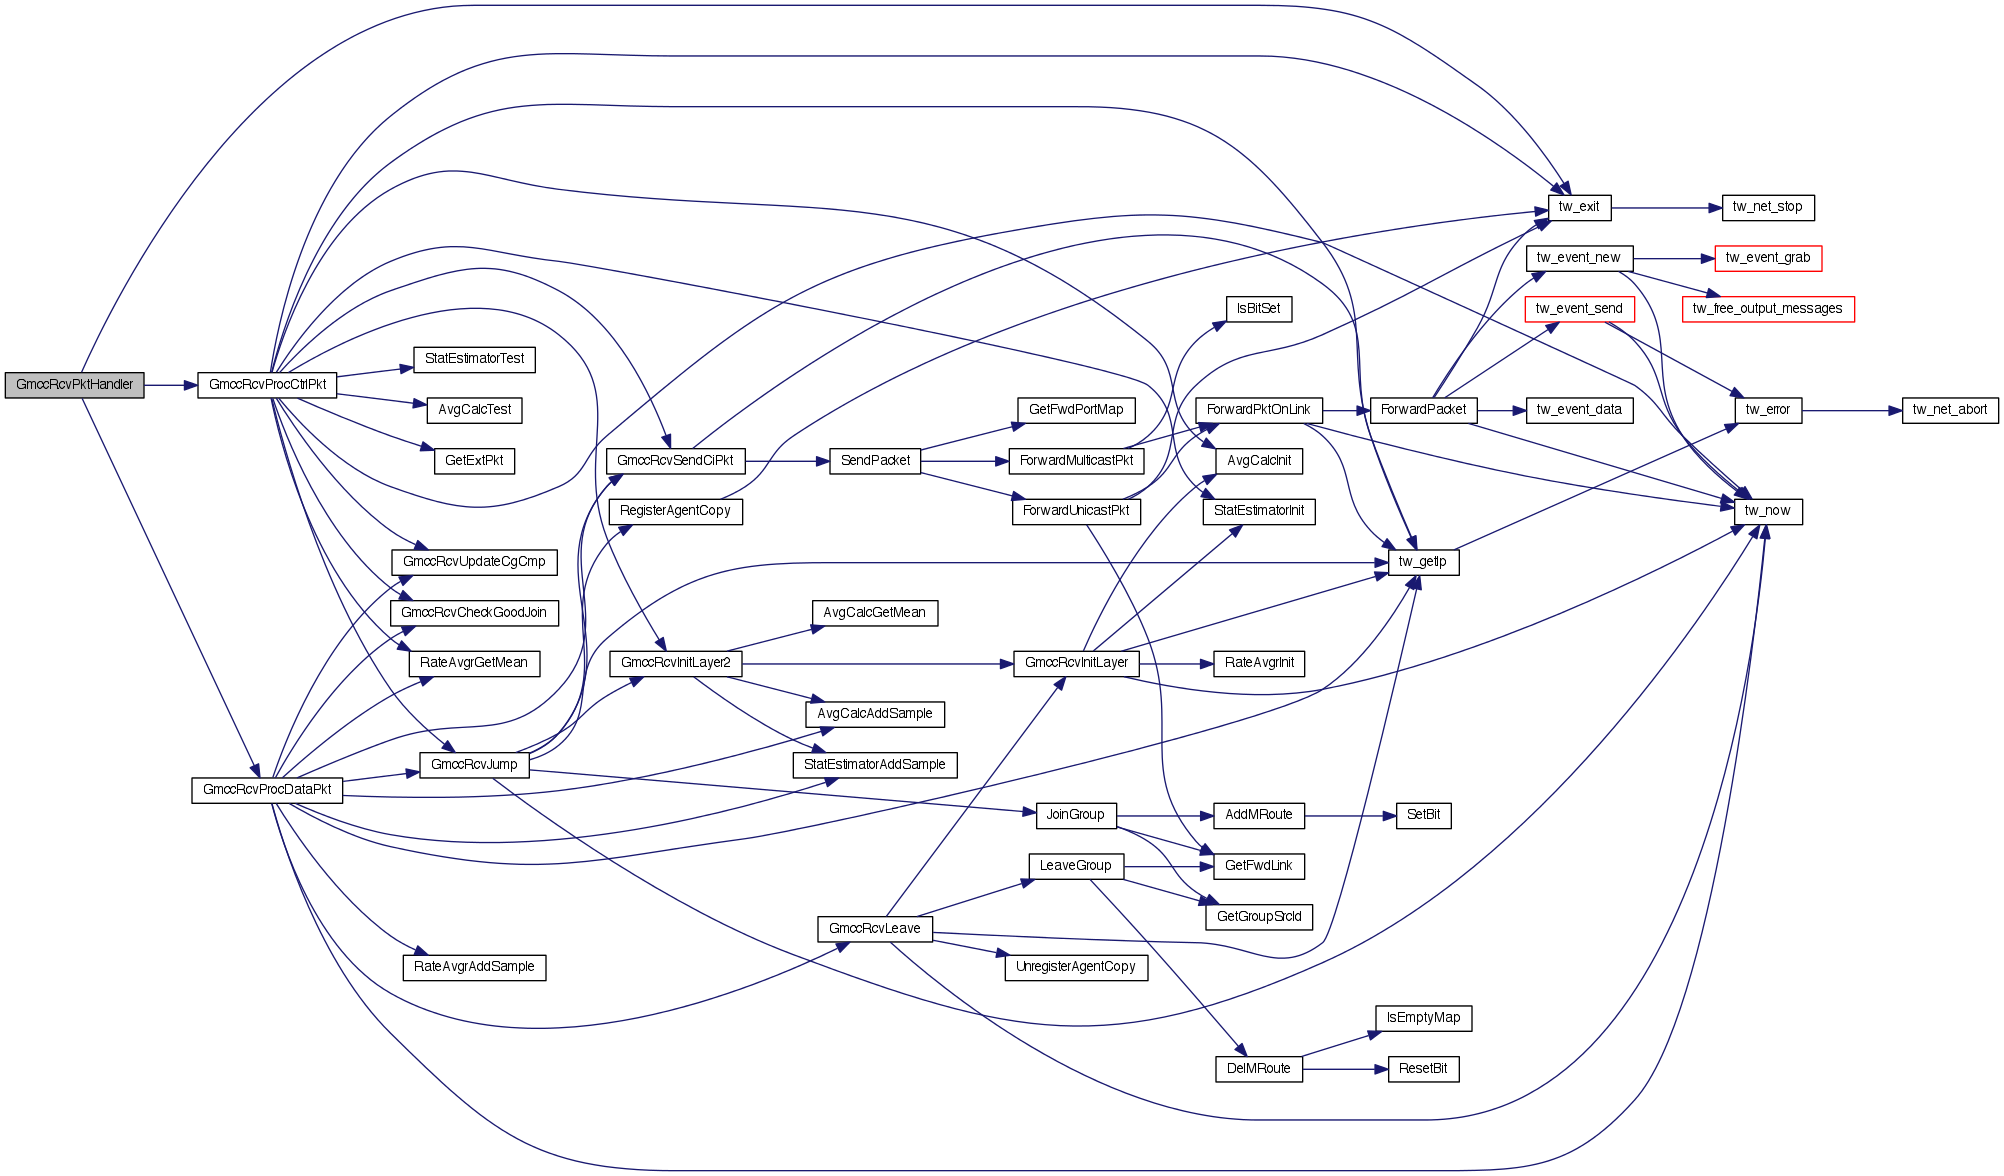 GmccRcvPktHandler
GmccRcvProcCtrlPkt
GmccRcvProcDataPkt
StatEstimatorTest
AvgCalcTest
GetExtPkt
GmccRcvUpdateCgCmp
GmccRcvCheckGoodJoin
RateAvgrGetMean
GmccRcvJump
RateAvgrAddSample
GmccRcvSendCiPkt
RegisterAgentCopy
GmccRcvInitLayer2
SendPacket
AvgCalcGetMean
AvgCalcAddSample
StatEstimatorAddSample
GmccRcvLeave
GetFwdPortMap
ForwardMulticastPkt
ForwardUnicastPkt
GmccRcvInitLayer
JoinGroup
LeaveGroup
UnregisterAgentCopy
IsBitSet
ForwardPktOnLink
AvgCalcInit
StatEstimatorInit
RateAvgrInit
AddMRoute
GetFwdLink
GetGroupSrcId
DelMRoute
ForwardPacket
tw_getlp
SetBit
IsEmptyMap
ResetBit
tw_exit
tw_event_new
tw_event_send
tw_event_data
tw_net_stop
tw_event_grab
tw_free_output_messages
tw_error
tw_now
tw_net_abort